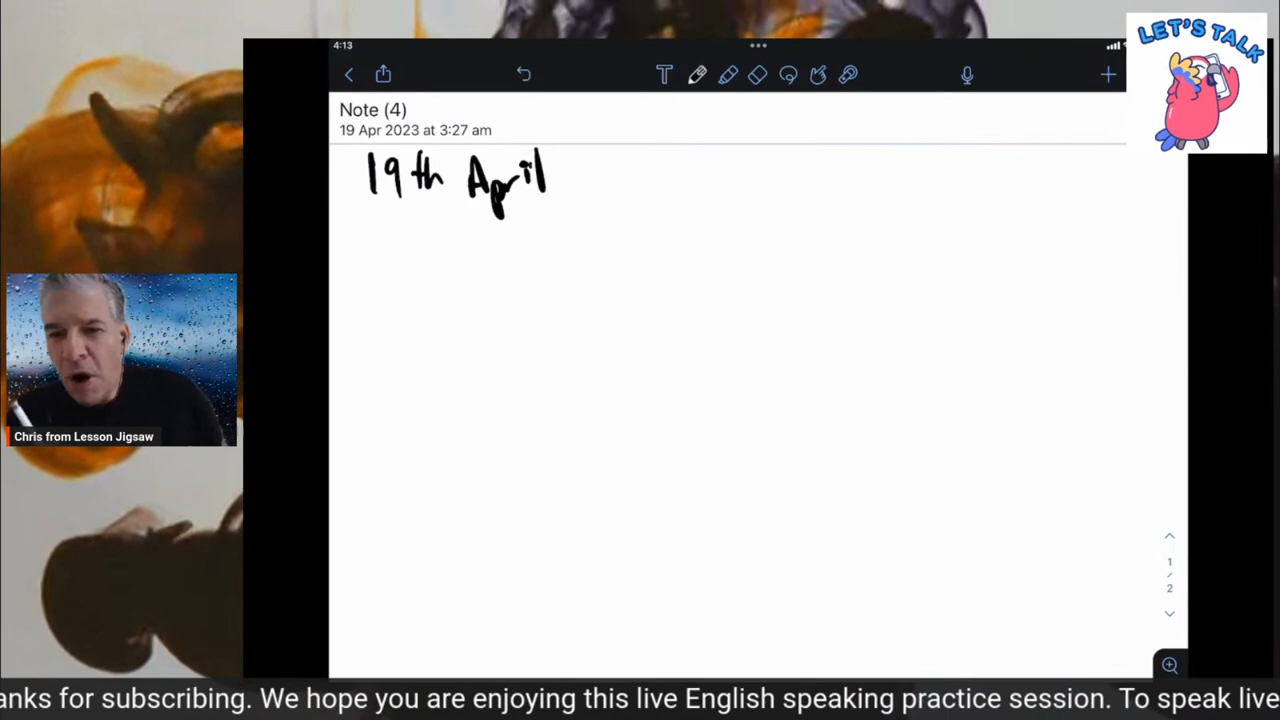 LET'S TALK
4:13
Note (4)
19 Apr 2023 at 3:27 am
19th April
Chris from Lesson Jigsaw
1
/
2
anks for subscribing. We hope you are enjoying this live English speaking practice session. To speak live